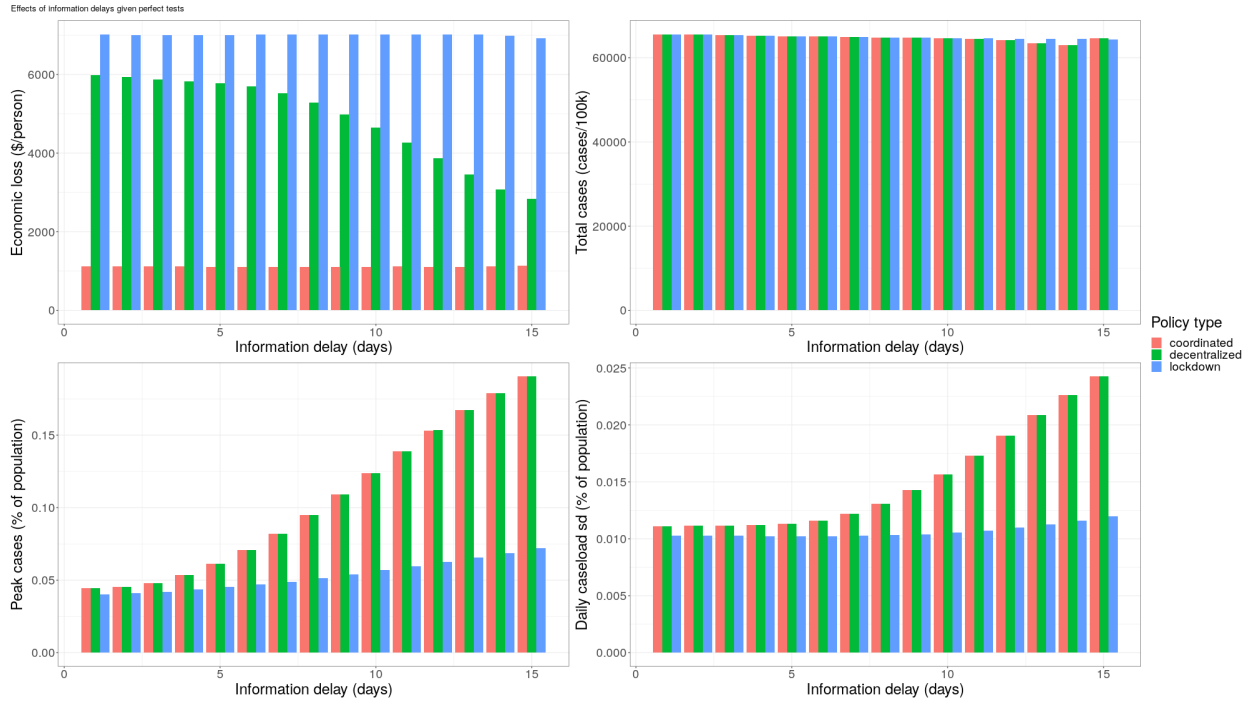 Effects of information delays given perfect tests
Economic loss ($/person)
6000
4000
2000
0
0 5 10 15
Information delay (days)
Total cases (cases/100k)
60000
40000
20000
0
0 5 10 15
Information delay (days)
Peak cases (% of population)
0.15
0.10
0.05
0.00
0 5 10 15
Information delay (days)
Daily caseload sd (% of population)
0.025
0.020
0.015
0.010
0.005
0.000
0 5 10 15
Information delay (days)
Policy type
coordinated
decentralized
lockdown